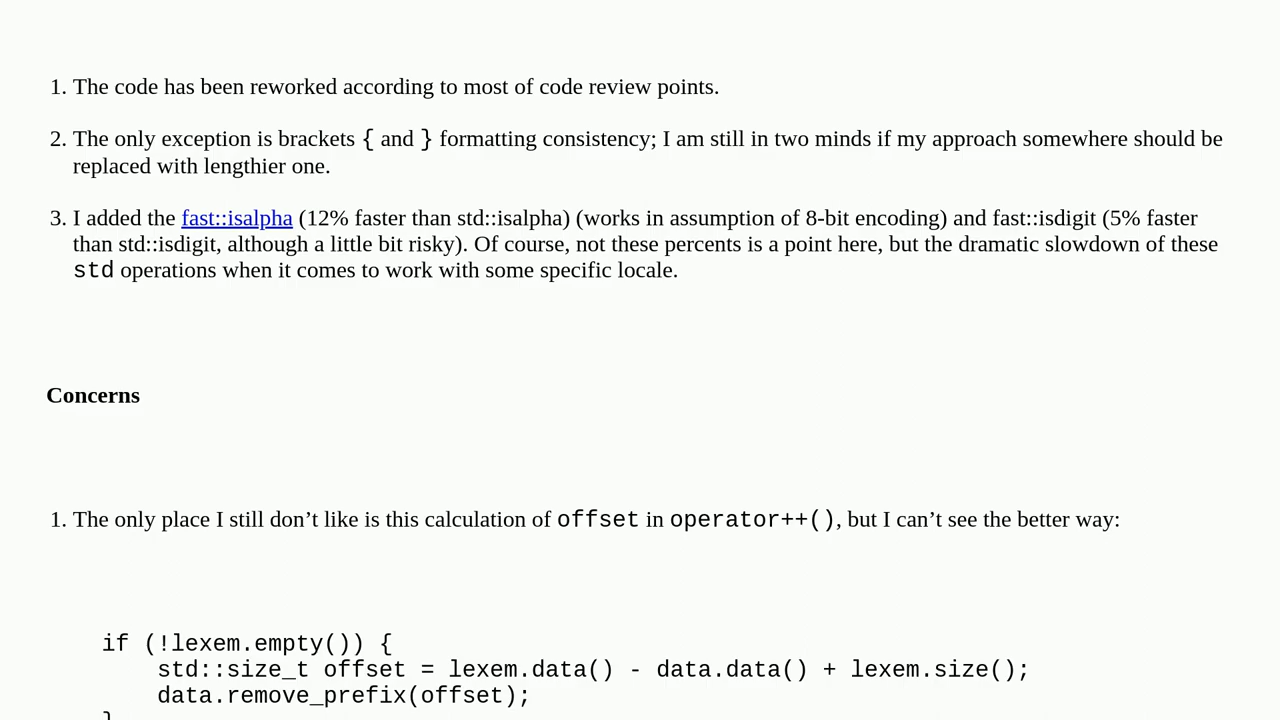 1. The code has been reworked according to most of code review points.
2. The only exception is brackets { and } formatting consistency; I am still in two minds if my approach somewhere should be
replaced with lengthier one.
3. I added the fast::isalpha (12% faster than std::isalpha) (works in assumption of 8-bit encoding) and fast::isdigit (5% faster
than std::isdigit, although a little bit risky). Of course, not these percents is a point here, but the dramatic slowdown of these
std operations when it comes to work with some specific locale.
Concerns
1. The only place I still don’t like is this calculation of offset in operator++(), but I can’t see the better way:
if (!lexem.empty()) {
    std::size_t offset = lexem.data() - data.data() + lexem.size();
    data.remove_prefix(offset);
}